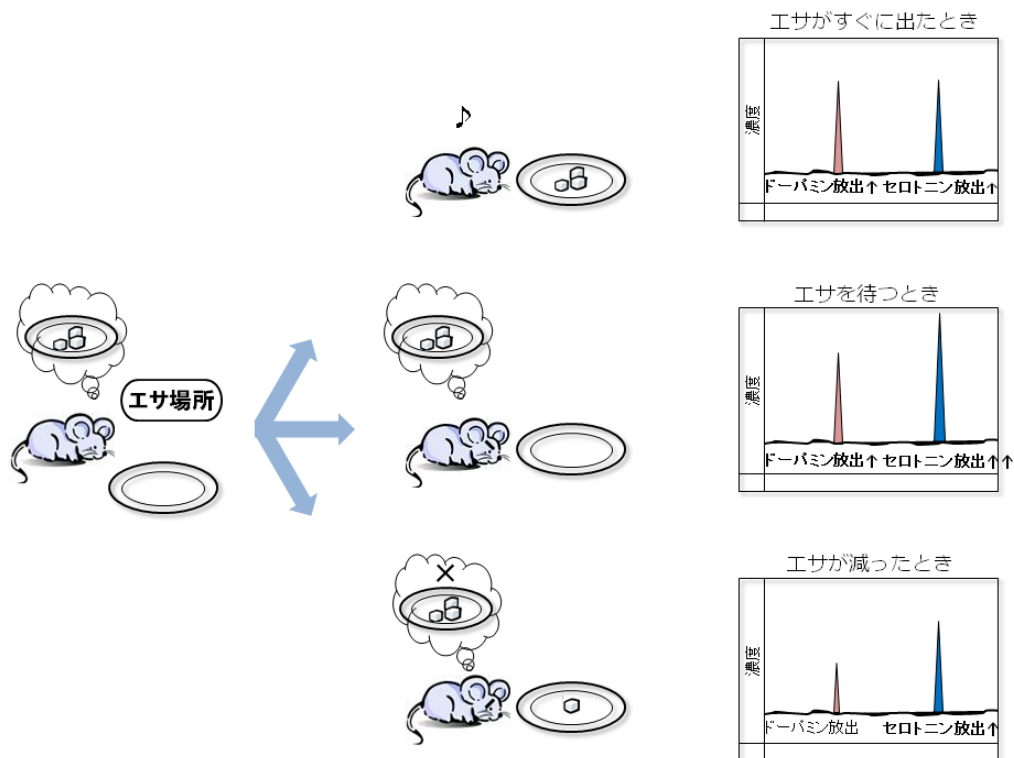 エサがすぐに出たとき
濃度
ドーパミン放出↑ セロトニン放出↑
エサ場所
エサを待つとき
濃度
ドーパミン放出↑ セロトニン放出↑↑
エサが減ったとき
濃度
ドーパミン放出 セロトニン放出↑